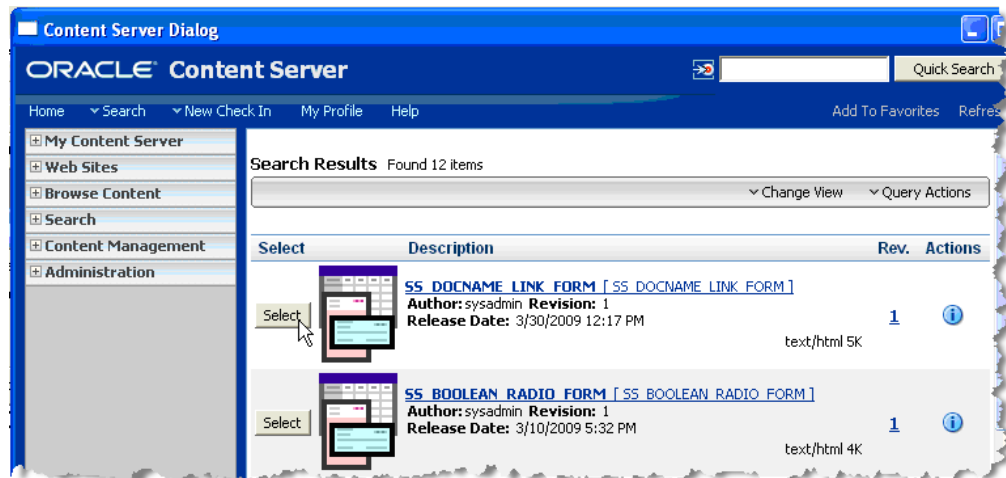 Content Server Dialog
ORACLE Content Server
Quick Search
Home Search New Check In My Profile Help Add To Favorites Refres
My Content Server
Web Sites
Browse Content
Search
Content Management
Administration
Search Results Found 12 items
Change View Query Actions
Select Description Rev. Actions
Select
SS_DOCNAME_LINK_FORM [ SS_DOCNAME_LINK_FORM ]
Author: sysadmin Revision: 1
Release Date: 3/30/2009 12:17 PM
1
text/html 5K
Select
SS_BOOLEAN_RADIO_FORM [ SS_BOOLEAN_RADIO_FORM ]
Author: sysadmin Revision: 1
Release Date: 3/10/2009 5:32 PM
1
text/html 4K